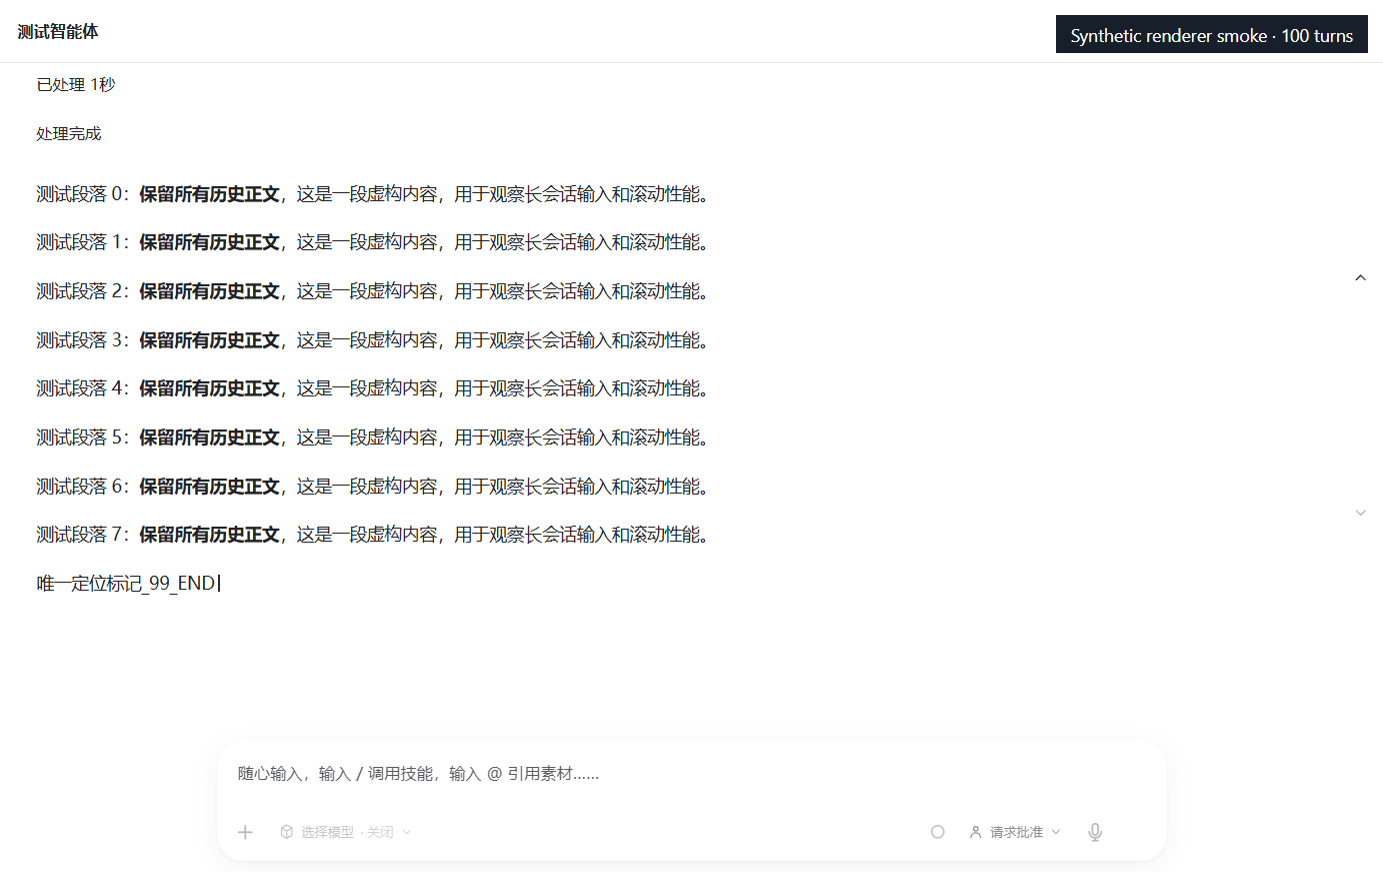 测试智能体
Synthetic renderer smoke · 100 turns
已处理 1秒
处理完成
测试段落 0：保留所有历史正文，这是一段虚构内容，用于观察长会话输入和滚动性能。
测试段落 1：保留所有历史正文，这是一段虚构内容，用于观察长会话输入和滚动性能。
测试段落 2：保留所有历史正文，这是一段虚构内容，用于观察长会话输入和滚动性能。
测试段落 3：保留所有历史正文，这是一段虚构内容，用于观察长会话输入和滚动性能。
测试段落 4：保留所有历史正文，这是一段虚构内容，用于观察长会话输入和滚动性能。
测试段落 5：保留所有历史正文，这是一段虚构内容，用于观察长会话输入和滚动性能。
测试段落 6：保留所有历史正文，这是一段虚构内容，用于观察长会话输入和滚动性能。
测试段落 7：保留所有历史正文，这是一段虚构内容，用于观察长会话输入和滚动性能。
唯一定位标记_99_END
随心输入，输入 / 调用技能，输入 @ 引用素材......
选择模型 · 关闭
请求批准